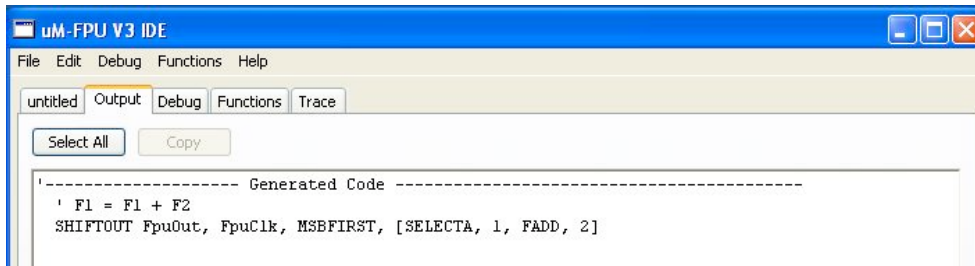 uM-FPU V3 IDE
File Edit Debug Functions Help
untitled Output Debug Functions Trace
Select All Copy
'-------------------- Generated Code ------------------------------------------
' F1 = F1 + F2
SHIFTOUT FpuOut, FpuClk, MSBFIRST, [SELECTA, 1, FADD, 2]